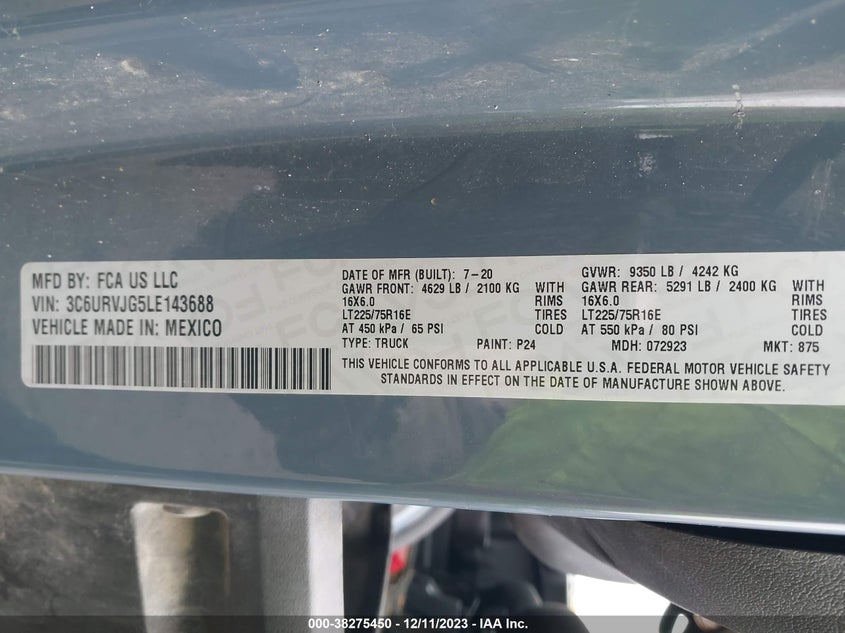 MFD BY: FCA US LLC
VIN: 3C6URVJG5LE143688
VEHICLE MADE IN: MEXICO
DATE OF MFR (BUILT): 7-20
GAWR FRONT: 4629 LB / 2100 KG WITH
16X6.0 RIMS
LT225/75R16E TIRES
AT 450 kPa / 65 PSI COLD
TYPE: TRUCK PAINT: P24
GVWR: 9350 LB / 4242 KG
GAWR REAR: 5291 LB / 2400 KG WITH
16X6.0 RIMS
LT225/75R16E TIRES
AT 550 kPa / 80 PSI COLD
MDH: 072923 MKT: 875
THIS VEHICLE CONFORMS TO ALL APPLICABLE U.S.A. FEDERAL MOTOR VEHICLE SAFETY
STANDARDS IN EFFECT ON THE DATE OF MANUFACTURE SHOWN ABOVE.
000-38275450 - 12/11/2023 - IAA Inc.